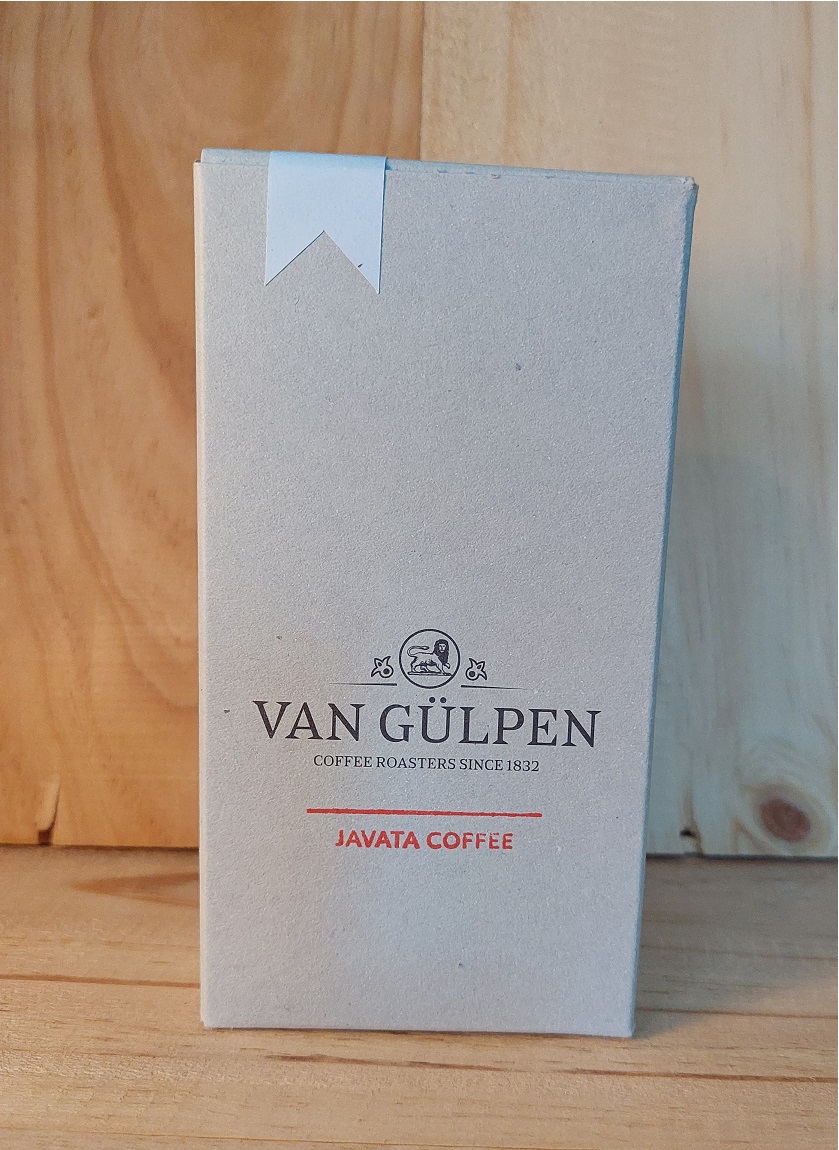 VAN GÜLPEN
COFFEE ROASTERS SINCE 1832
JAVATA COFFEE